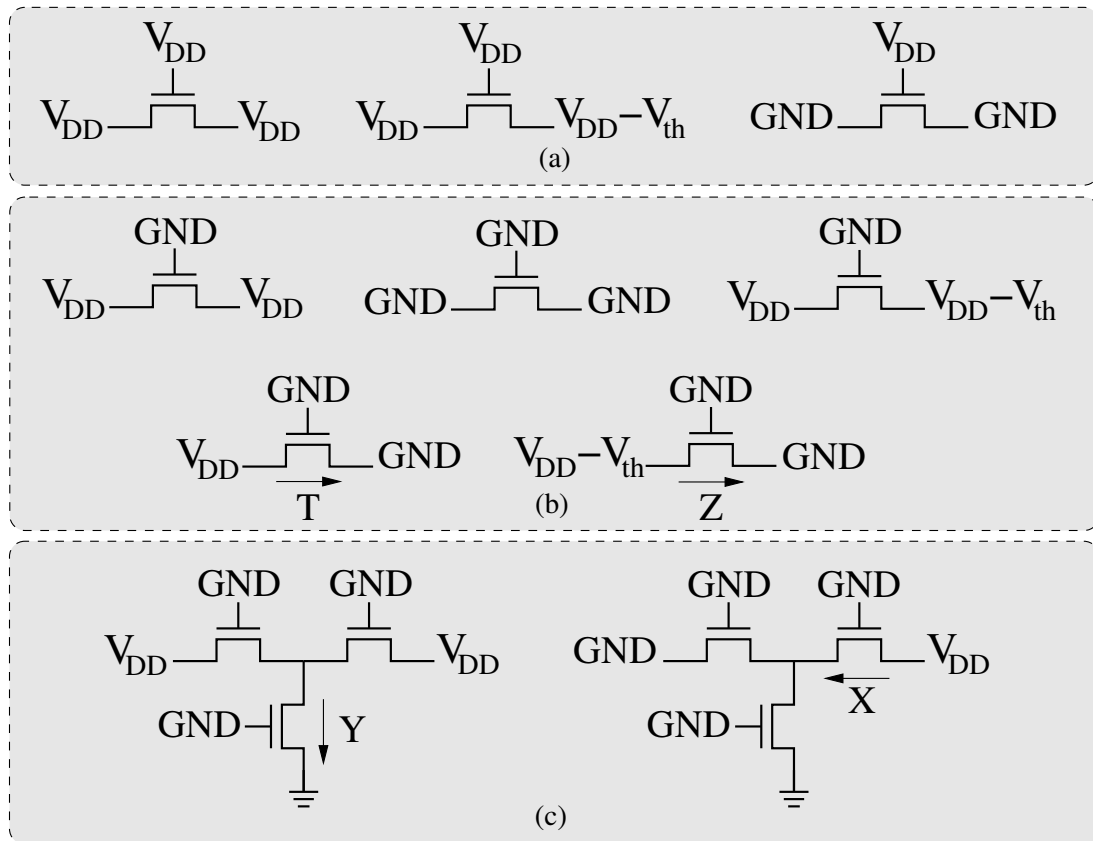 V_DD V_DD V_DD
V_DD V_DD V_DD V_DD−V_th GND GND
(a)
GND GND GND
V_DD V_DD GND GND V_DD V_DD−V_th
GND GND
V_DD GND V_DD−V_th GND
T Z
(b)
GND GND GND GND
V_DD V_DD GND V_DD
X
GND Y GND
(c)